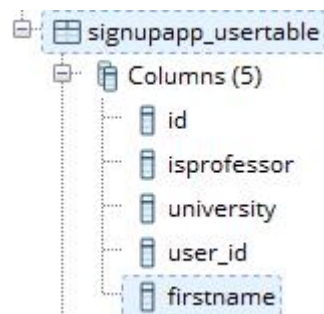 signupapp_usertable
Columns (5)
id
isprofessor
university
user_id
firstname